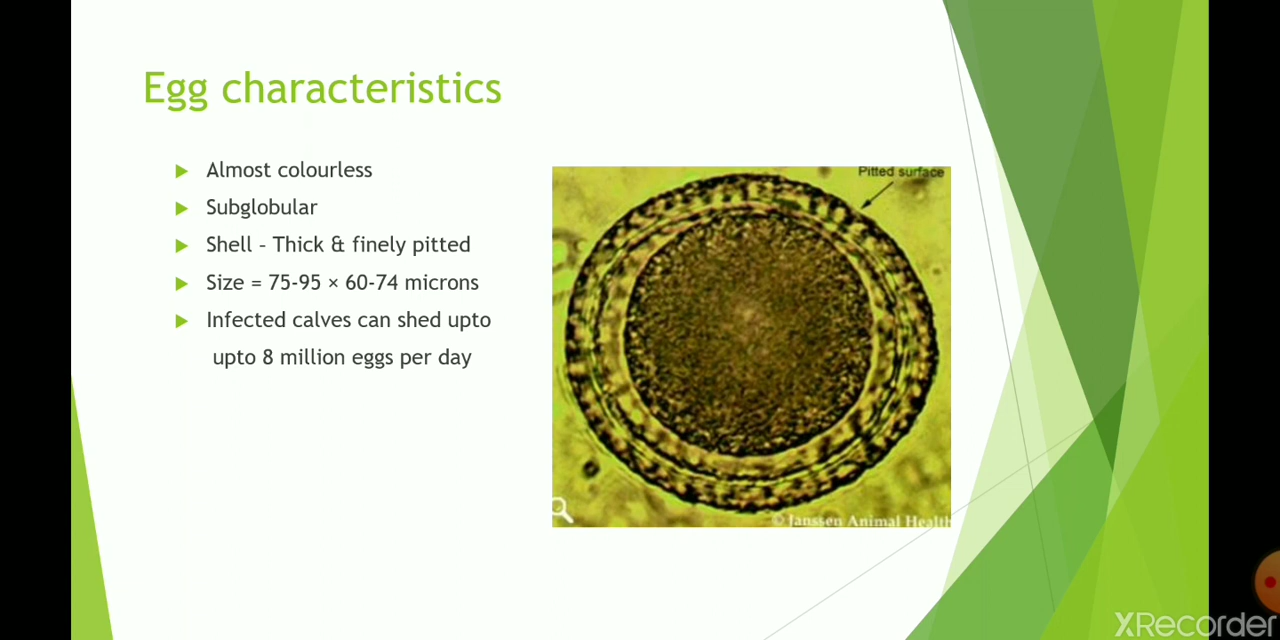 Egg characteristics
Almost colourless
Subglobular
Shell - Thick & finely pitted
Size = 75-95 × 60-74 microns
Infected calves can shed upto
upto 8 million eggs per day
Pitted surface
© Janssen Animal Health
XRecorder